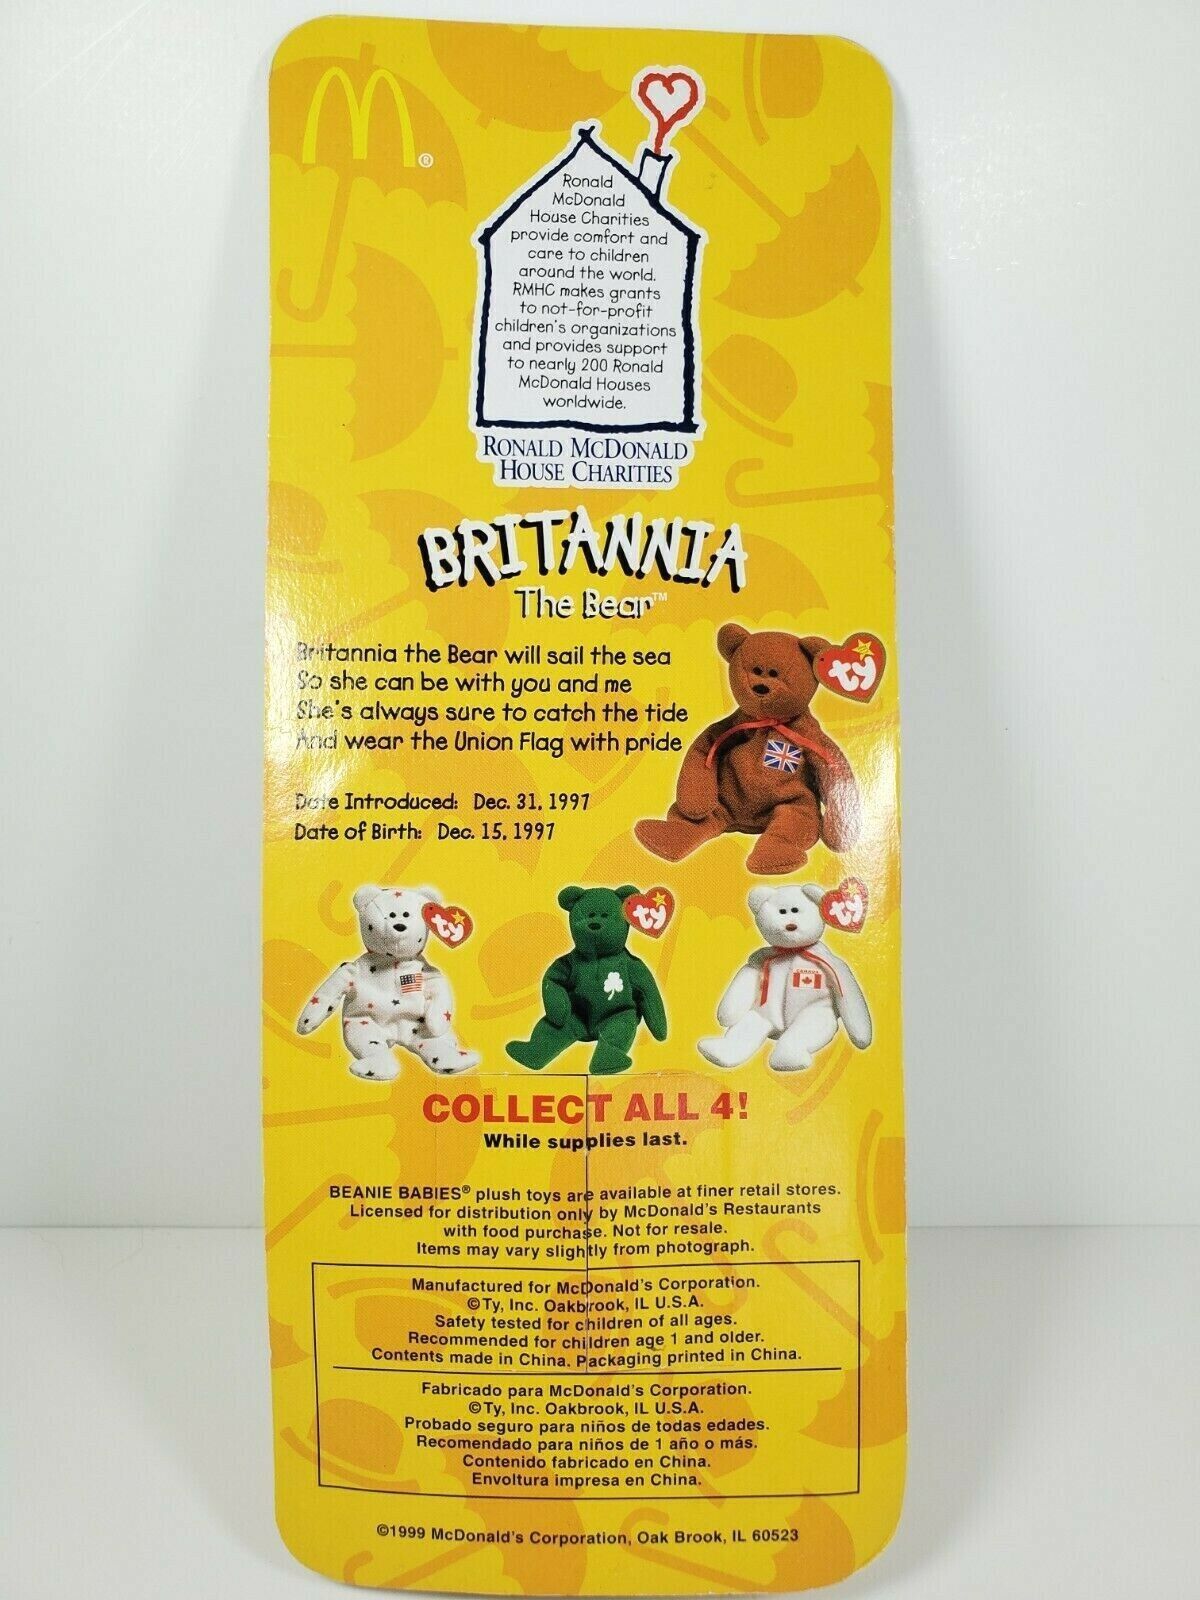 M®
Ronald
McDonald
House Charities
provide comfort and
care to children
around the world.
RMHC makes grants
to not-for-profit
children's organizations
and provides support
to nearly 200 Ronald
McDonald Houses
worldwide.
RONALD MCDONALD
HOUSE CHARITIES
BRITANNIA
The Bear™
Britannia the Bear will sail the sea
So she can be with you and me
She's always sure to catch the tide
And wear the Union Flag with pride
ty
Date Introduced: Dec. 31, 1997
Date of Birth: Dec. 15, 1997
ty
ty
ty
CANADA
COLLECT ALL 4!
While supplies last.
BEANIE BABIES® plush toys are available at finer retail stores.
Licensed for distribution only by McDonald's Restaurants
with food purchase. Not for resale.
Items may vary slightly from photograph.
Manufactured for McDonald's Corporation.
©Ty, Inc. Oakbrook, IL U.S.A.
Safety tested for children of all ages.
Recommended for children age 1 and older.
Contents made in China. Packaging printed in China.
Fabricado para McDonald's Corporation.
©Ty, Inc. Oakbrook, IL U.S.A.
Probado seguro para niños de todas edades.
Recomendado para niños de 1 año o más.
Contenido fabricado en China.
Envoltura impresa en China.
©1999 McDonald's Corporation, Oak Brook, IL 60523